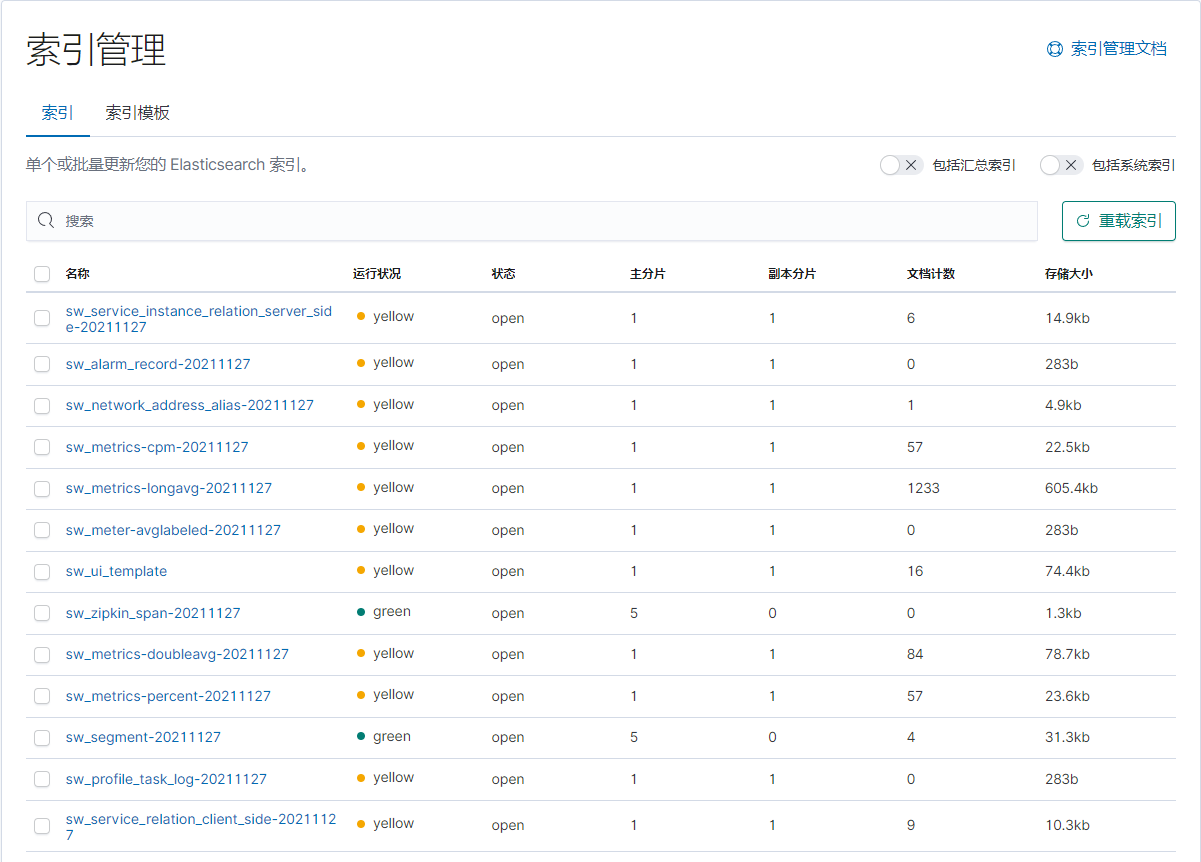 索引管理
索引管理文档
索引 索引模板
单个或批量更新您的 Elasticsearch 索引。
包括汇总索引 包括系统索引
搜索
重载索引
名称 运行状况 状态 主分片 副本分片 文档计数 存储大小
sw_service_instance_relation_server_sid
e-20211127 yellow open 1 1 6 14.9kb
sw_alarm_record-20211127 yellow open 1 1 0 283b
sw_network_address_alias-20211127 yellow open 1 1 1 4.9kb
sw_metrics-cpm-20211127 yellow open 1 1 57 22.5kb
sw_metrics-longavg-20211127 yellow open 1 1 1233 605.4kb
sw_meter-avglabeled-20211127 yellow open 1 1 0 283b
sw_ui_template yellow open 1 1 16 74.4kb
sw_zipkin_span-20211127 green open 5 0 0 1.3kb
sw_metrics-doubleavg-20211127 yellow open 1 1 84 78.7kb
sw_metrics-percent-20211127 yellow open 1 1 57 23.6kb
sw_segment-20211127 green open 5 0 4 31.3kb
sw_profile_task_log-20211127 yellow open 1 1 0 283b
sw_service_relation_client_side-2021112
7 yellow open 1 1 9 10.3kb